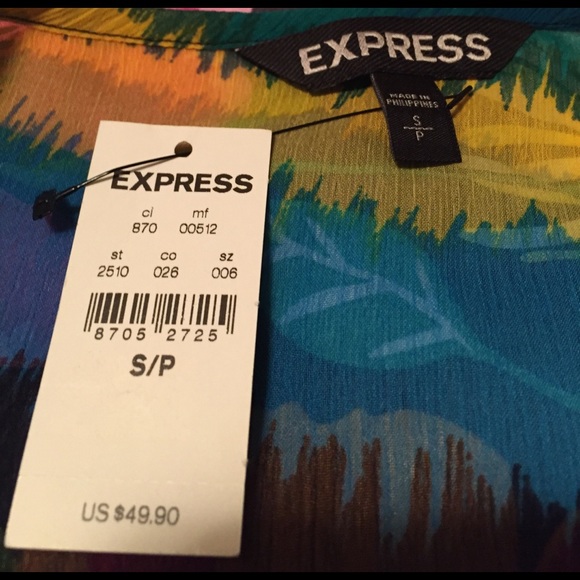 EXPRESS
MADE IN
PHILIPPINES
S
P
EXPRESS
cl mf
870 00512
st co sz
2510 026 006
8705 2725
S/P
US $49.90